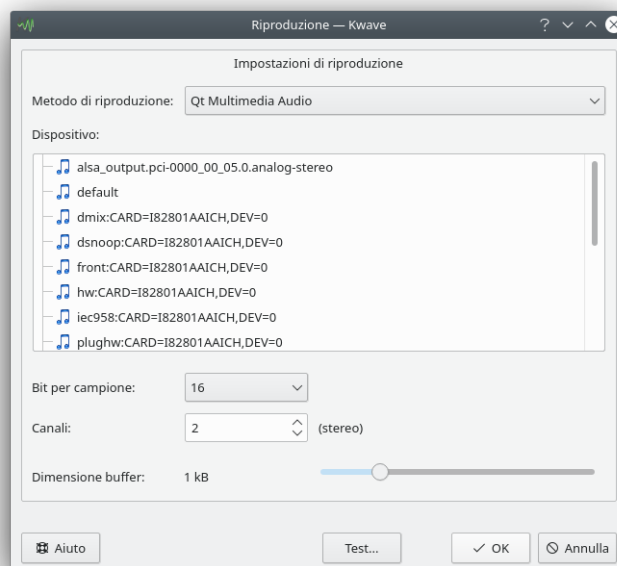 Riproduzione — Kwave
Impostazioni di riproduzione
Metodo di riproduzione: Qt Multimedia Audio
Dispositivo:
alsa_output.pci-0000_00_05.0.analog-stereo
default
dmix:CARD=I82801AAICH,DEV=0
dsnoop:CARD=I82801AAICH,DEV=0
front:CARD=I82801AAICH,DEV=0
hw:CARD=I82801AAICH,DEV=0
iec958:CARD=I82801AAICH,DEV=0
plughw:CARD=I82801AAICH,DEV=0
Bit per campione: 16
Canali: 2 (stereo)
Dimensione buffer: 1 kB
Aiuto Test... OK Annulla